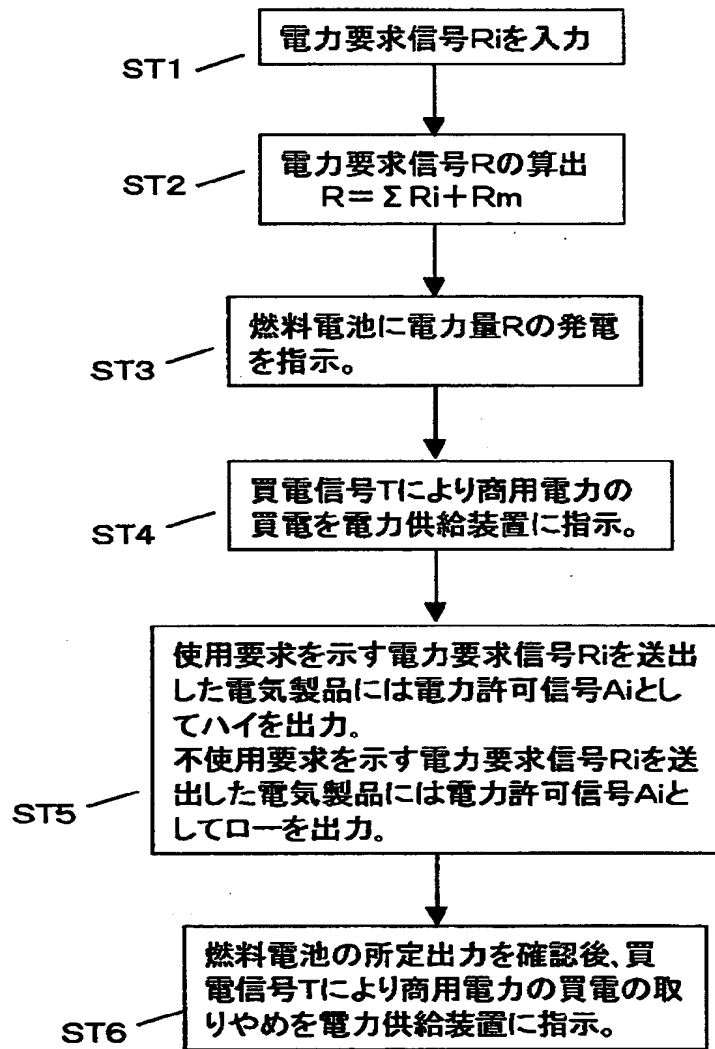 電力要求信号Riを入力
ST1
電力要求信号Rの算出
R=ΣRi+Rm
ST2
燃料電池に電力量Rの発電
を指示。
ST3
買電信号Tにより商用電力の
買電を電力供給装置に指示。
ST4
使用要求を示す電力要求信号Riを送出
した電気製品には電力許可信号Aiとし
てハイを出力。
不使用要求を示す電力要求信号Riを送
出した電気製品には電力許可信号Aiと
してローを出力。
ST5
燃料電池の所定出力を確認後、買
電信号Tにより商用電力の買電の取
りやめを電力供給装置に指示。
ST6